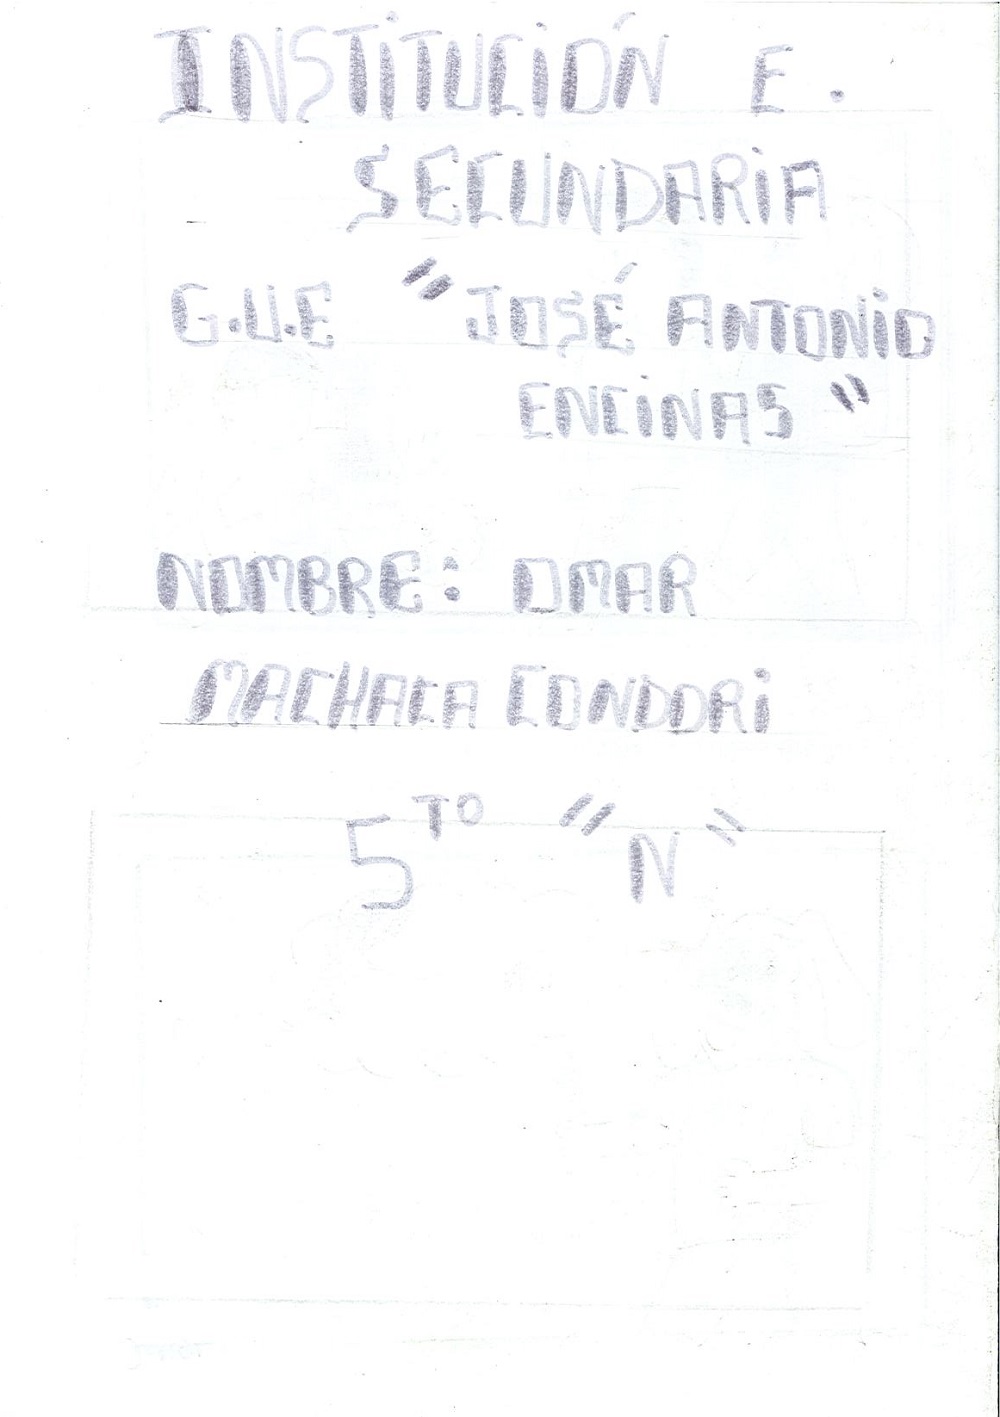 INSTITUCIÓN E.
SECUNDARIA
G.U.E "JOSÉ ANTONIO
ENCINAS"
NOMBRE: OMAR
MACHACA CONDORI
5TO "N"